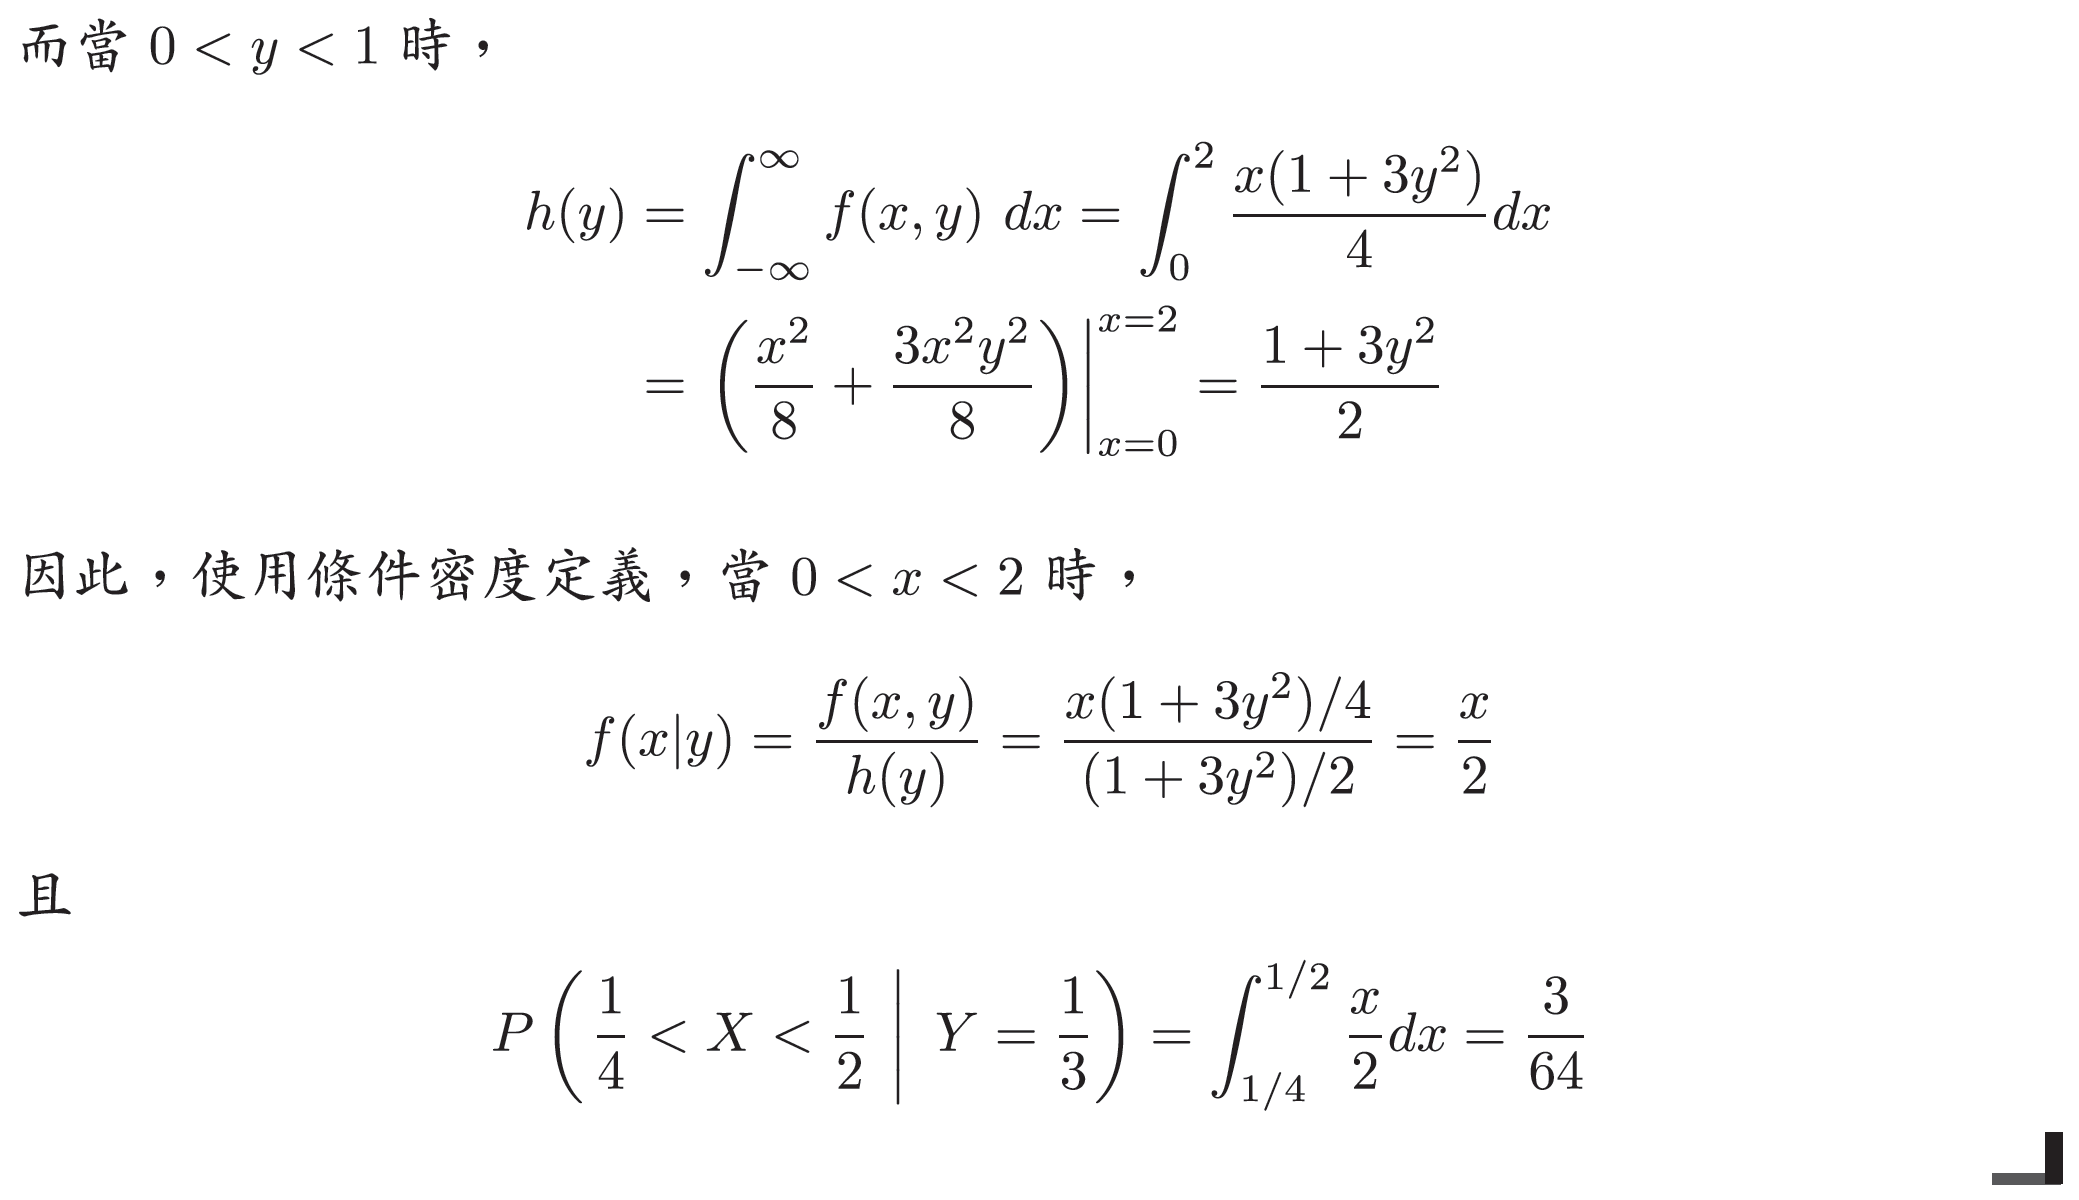 而當 $0 < y < 1$ 時，
$h(y) = \int_{-\infty}^{\infty} f(x, y)\ dx = \int_{0}^{2} \frac{x(1 + 3y^2)}{4} dx$
$= \left( \frac{x^2}{8} + \frac{3x^2y^2}{8} \right) \Big|_{x=0}^{x=2} = \frac{1 + 3y^2}{2}$
因此，使用條件密度定義，當 $0 < x < 2$ 時，
$f(x|y) = \frac{f(x, y)}{h(y)} = \frac{x(1 + 3y^2)/4}{(1 + 3y^2)/2} = \frac{x}{2}$
且
$P \left( \frac{1}{4} < X < \frac{1}{2} \,\Big|\, Y = \frac{1}{3} \right) = \int_{1/4}^{1/2} \frac{x}{2} dx = \frac{3}{64}$